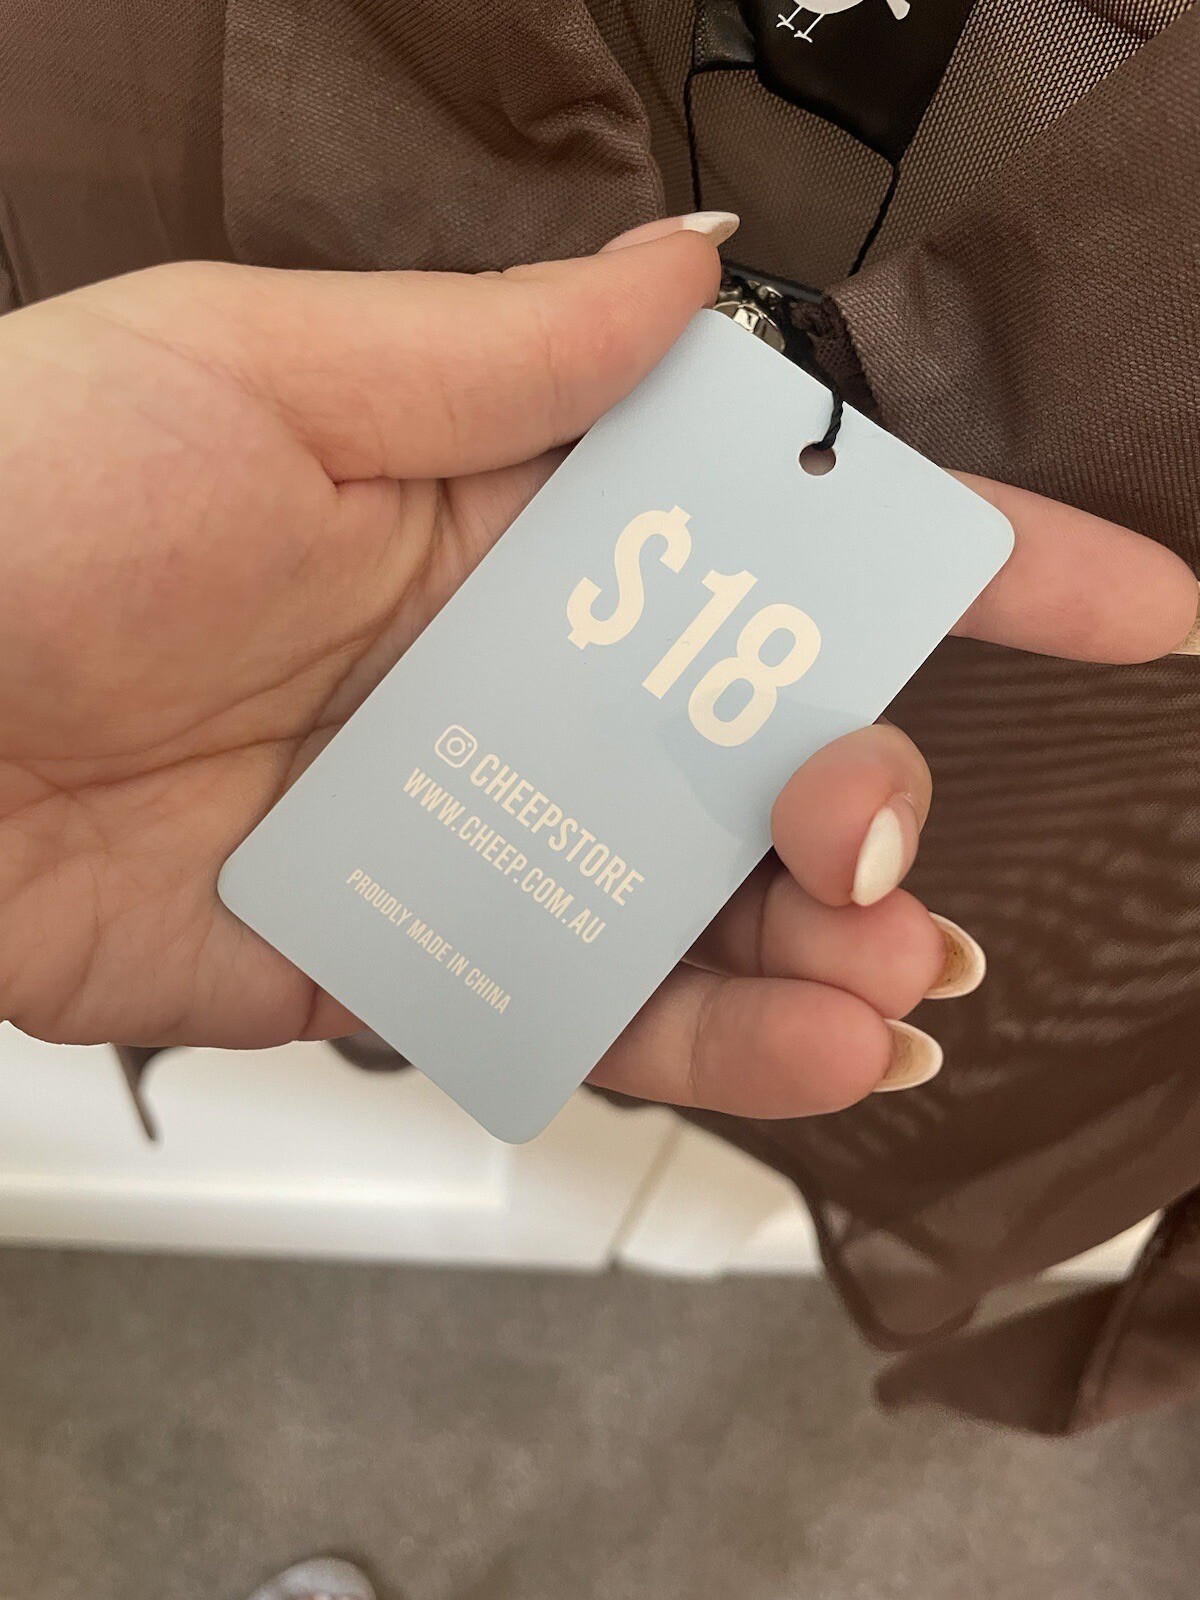 $18
CHEEPSTORE
WWW.CHEEP.COM.AU
PROUDLY MADE IN CHINA